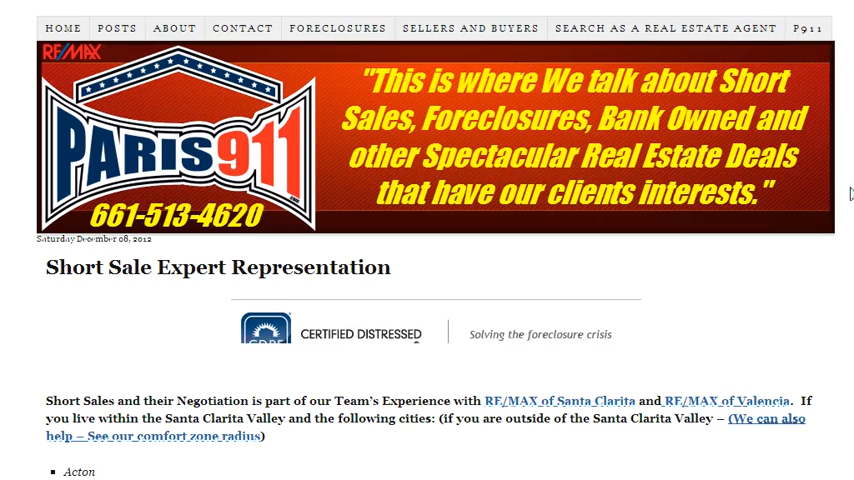 HOME POSTS ABOUT CONTACT FORECLOSURES SELLERS AND BUYERS SEARCH AS A REAL ESTATE AGENT P911
RE/MAX
PARIS911
661-513-4620
"This is where We talk about Short
Sales, Foreclosures, Bank Owned and
other Spectacular Real Estate Deals
that have our clients interests."
Saturday December 08, 2012
Short Sale Expert Representation
CDPE CERTIFIED DISTRESSED Solving the foreclosure crisis
Short Sales and their Negotiation is part of our Team's Experience with RE/MAX of Santa Clarita and RE/MAX of Valencia. If
you live within the Santa Clarita Valley and the following cities: (if you are outside of the Santa Clarita Valley – (We can also
help – See our comfort zone radius)
Acton